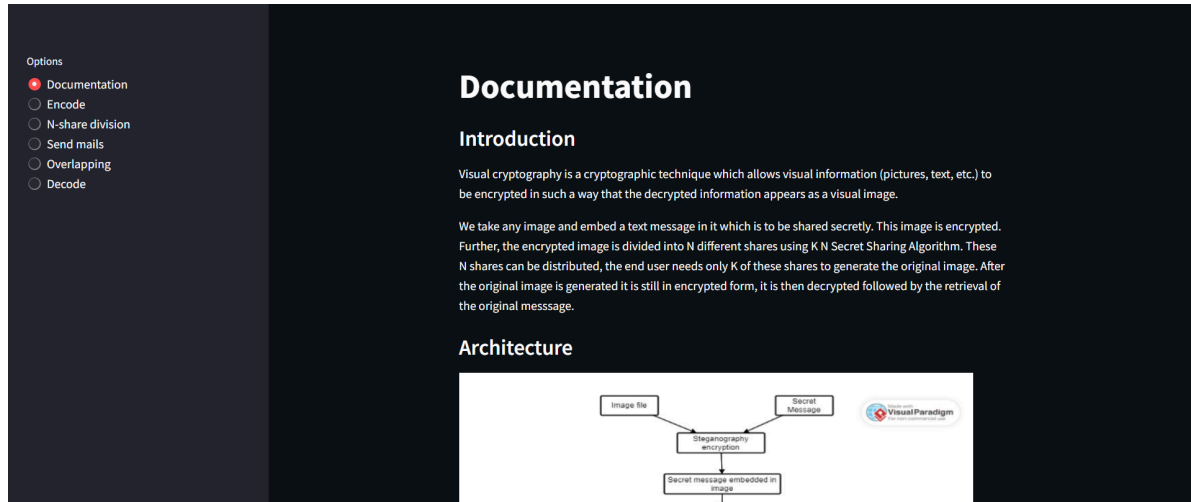 Options
Documentation
Encode
N-share division
Send mails
Overlapping
Decode
Documentation
Introduction
Visual cryptography is a cryptographic technique which allows visual information (pictures, text, etc.) to
be encrypted in such a way that the decrypted information appears as a visual image.
We take any image and embed a text message in it which is to be shared secretly. This image is encrypted.
Further, the encrypted image is divided into N different shares using K N Secret Sharing Algorithm. These
N shares can be distributed, the end user needs only K of these shares to generate the original image. After
the original image is generated it is still in encrypted form, it is then decrypted followed by the retrieval of
the original messsage.
Architecture
Image file
Secret
Message
Made with
VisualParadigm
For non-commercial use
Steganography
encryption
Secret message embedded in
image